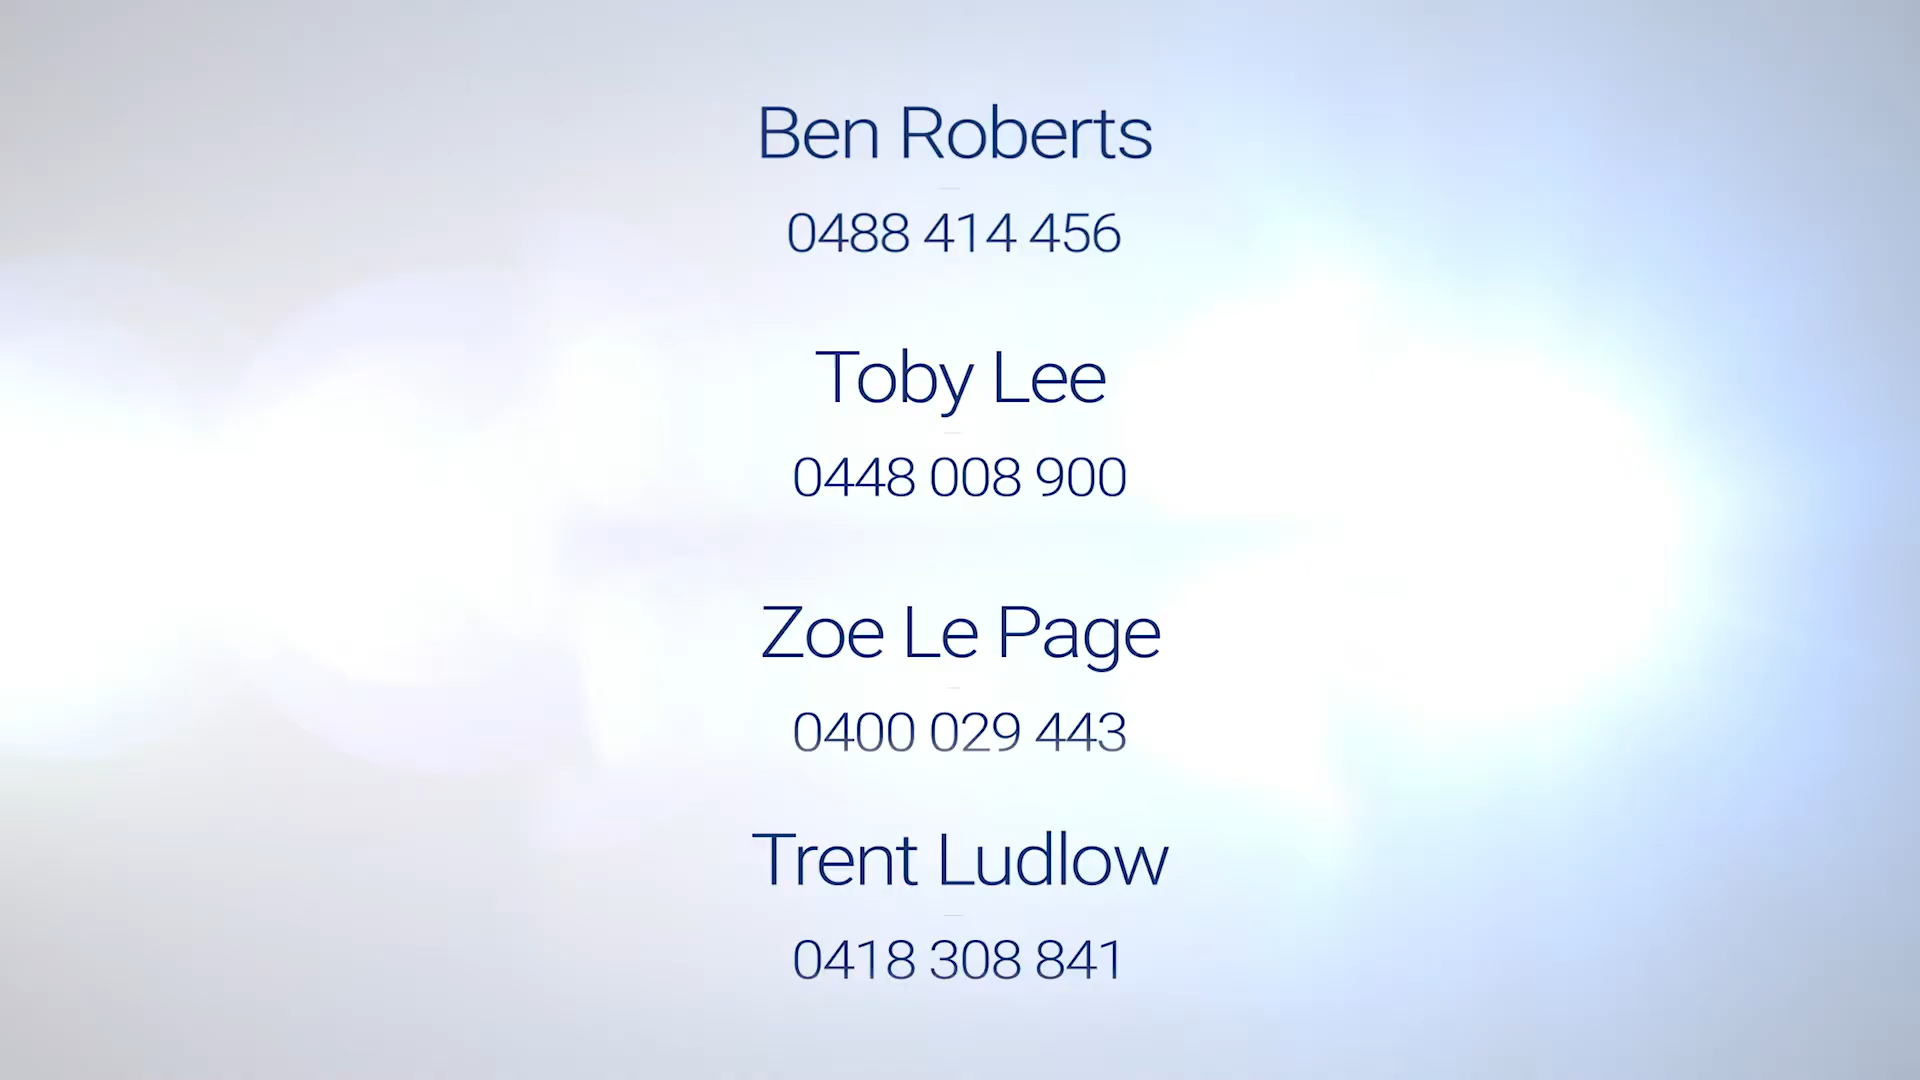 Ben Roberts
0488 414 456
Toby Lee
0448 008 900
Zoe Le Page
0400 029 443
Trent Ludlow
0418 308 841